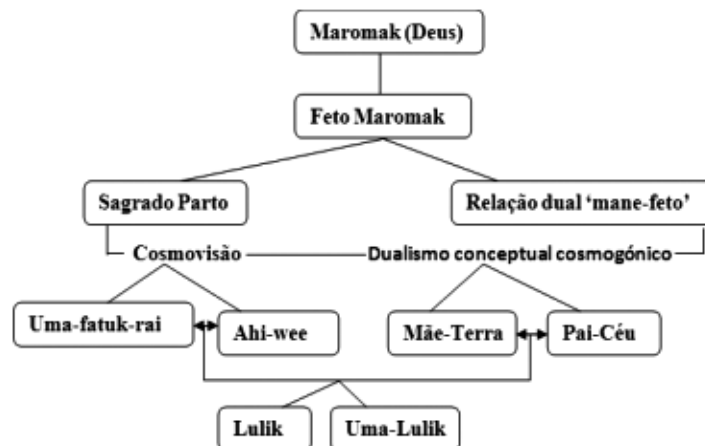 Maromak (Deus)
Feto Maromak
Sagrado Parto
Relação dual ‘mane-feto’
Cosmovisão
Dualismo conceptual cosmogónico
Uma-fatuk-rai
Ahi-wee
Mãe-Terra
Pai-Céu
Lulik
Uma-Lulik